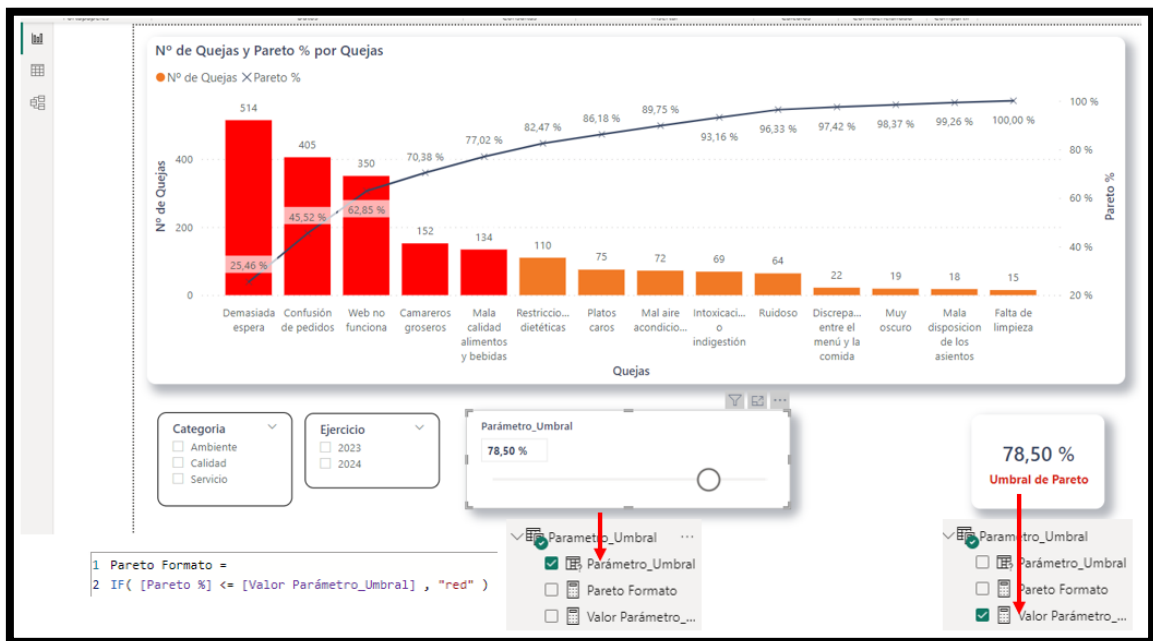 Nº de Quejas y Pareto % por Quejas
Nº de Quejas Pareto %
514
405
350
152
134
110
75
72
69
64
22
19
18
15
25,46 %
45,52 %
62,85 %
70,38 %
77,02 %
82,47 %
86,18 %
89,75 %
93,16 %
96,33 %
97,42 %
98,37 %
99,26 %
100,00 %
Nº de Quejas
400
200
0
100 %
80 %
60 %
40 %
20 %
Pareto %
Demasiada
espera
Confusión
de pedidos
Web no
funciona
Camareros
groseros
Mala
calidad
alimentos
y bebidas
Restriccio...
dietéticas
Platos
caros
Mal aire
acondicio...
Intoxicaci...
o
indigestión
Ruidoso
Discrepa...
entre el
menú y la
comida
Muy
oscuro
Mala
disposicion
de los
asientos
Falta de
limpieza
Quejas
Categoria
Ambiente
Calidad
Servicio
Ejercicio
2023
2024
Parámetro_Umbral
78,50 %
78,50 %
Umbral de Pareto
1 Pareto Formato =
2 IF( [Pareto %] <= [Valor Parámetro_Umbral] , "red" )
Parametro_Umbral ...
Parámetro_Umbral
Pareto Formato
Valor Parámetro_...
Parametro_Umbral
Parámetro_Umbral
Pareto Formato
Valor Parámetro_...